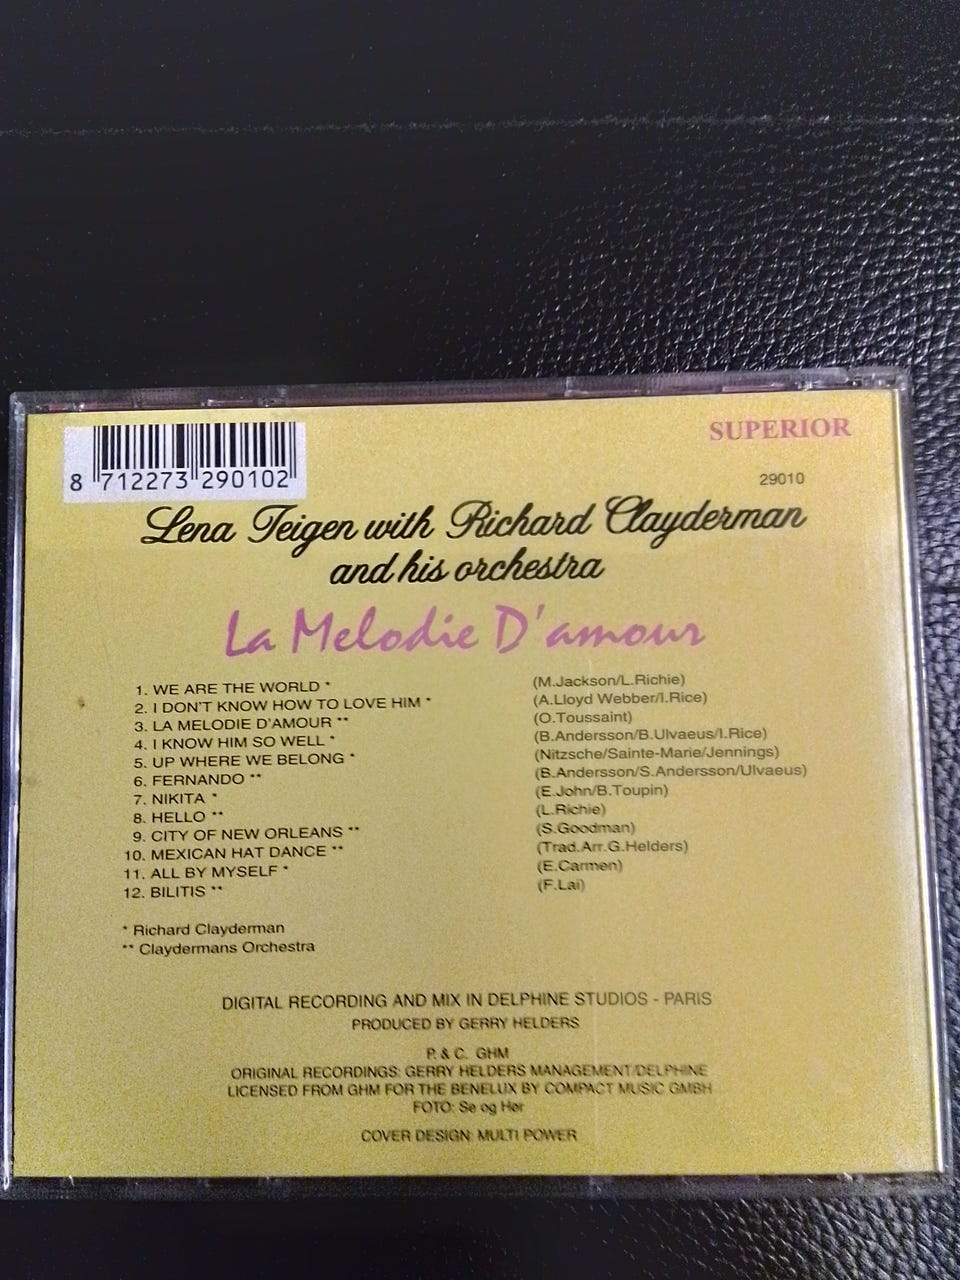 SUPERIOR
8 712273 290102
29010
Lena Teigen with Richard Clayderman
and his orchestra
La Melodie D'amour
1. WE ARE THE WORLD * (M.Jackson/L.Richie)
2. I DON'T KNOW HOW TO LOVE HIM * (A.Lloyd Webber/I.Rice)
3. LA MELODIE D'AMOUR ** (O.Toussaint)
4. I KNOW HIM SO WELL * (B.Andersson/B.Ulvaeus/I.Rice)
5. UP WHERE WE BELONG * (Nitzsche/Sainte-Marie/Jennings)
6. FERNANDO ** (B.Andersson/S.Andersson/Ulvaeus)
7. NIKITA * (E.John/B.Toupin)
8. HELLO ** (L.Richie)
9. CITY OF NEW ORLEANS ** (S.Goodman)
10. MEXICAN HAT DANCE ** (Trad.Arr.G.Helders)
11. ALL BY MYSELF * (E.Carmen)
12. BILITIS ** (F.Lai)
* Richard Clayderman
** Claydermans Orchestra
DIGITAL RECORDING AND MIX IN DELPHINE STUDIOS - PARIS
PRODUCED BY GERRY HELDERS
P. & C. GHM
ORIGINAL RECORDINGS: GERRY HELDERS MANAGEMENT/DELPHINE
LICENSED FROM GHM FOR THE BENELUX BY COMPACT MUSIC GMBH
FOTO: Se og Hør
COVER DESIGN: MULTI POWER